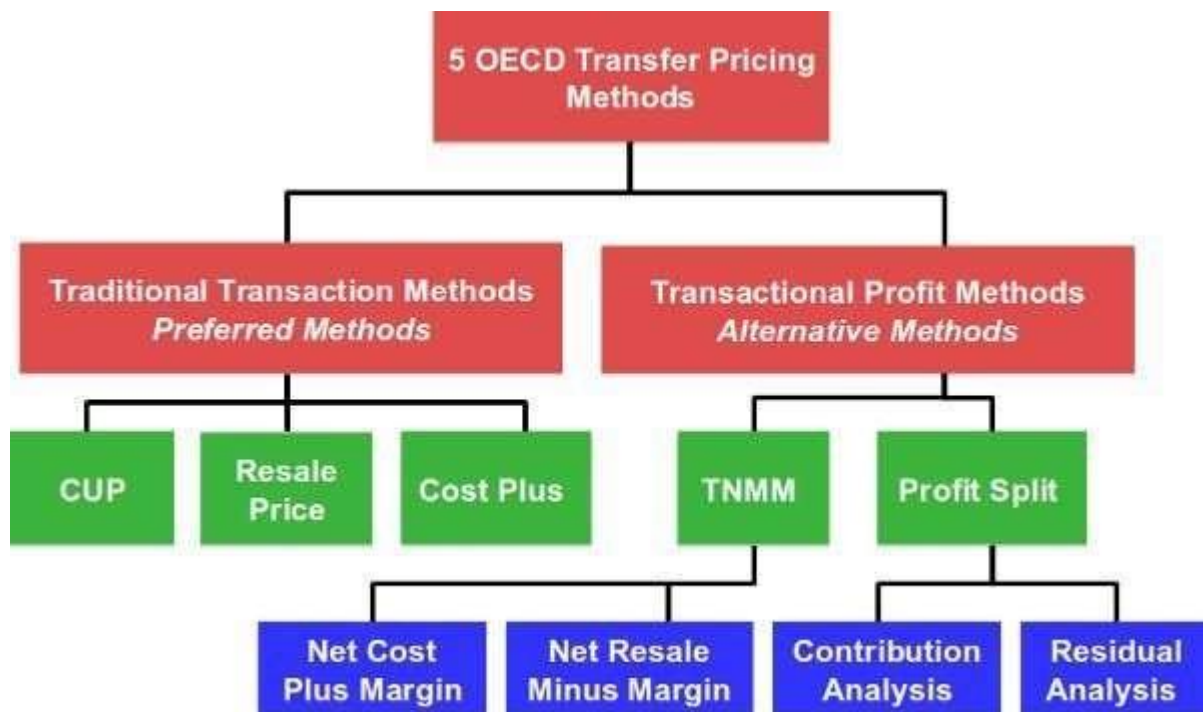 5 OECD Transfer Pricing
Methods
Traditional Transaction Methods
Preferred Methods
Transactional Profit Methods
Alternative Methods
CUP
Resale
Price
Cost Plus
TNMM
Profit Split
Net Cost
Plus Margin
Net Resale
Minus Margin
Contribution
Analysis
Residual
Analysis